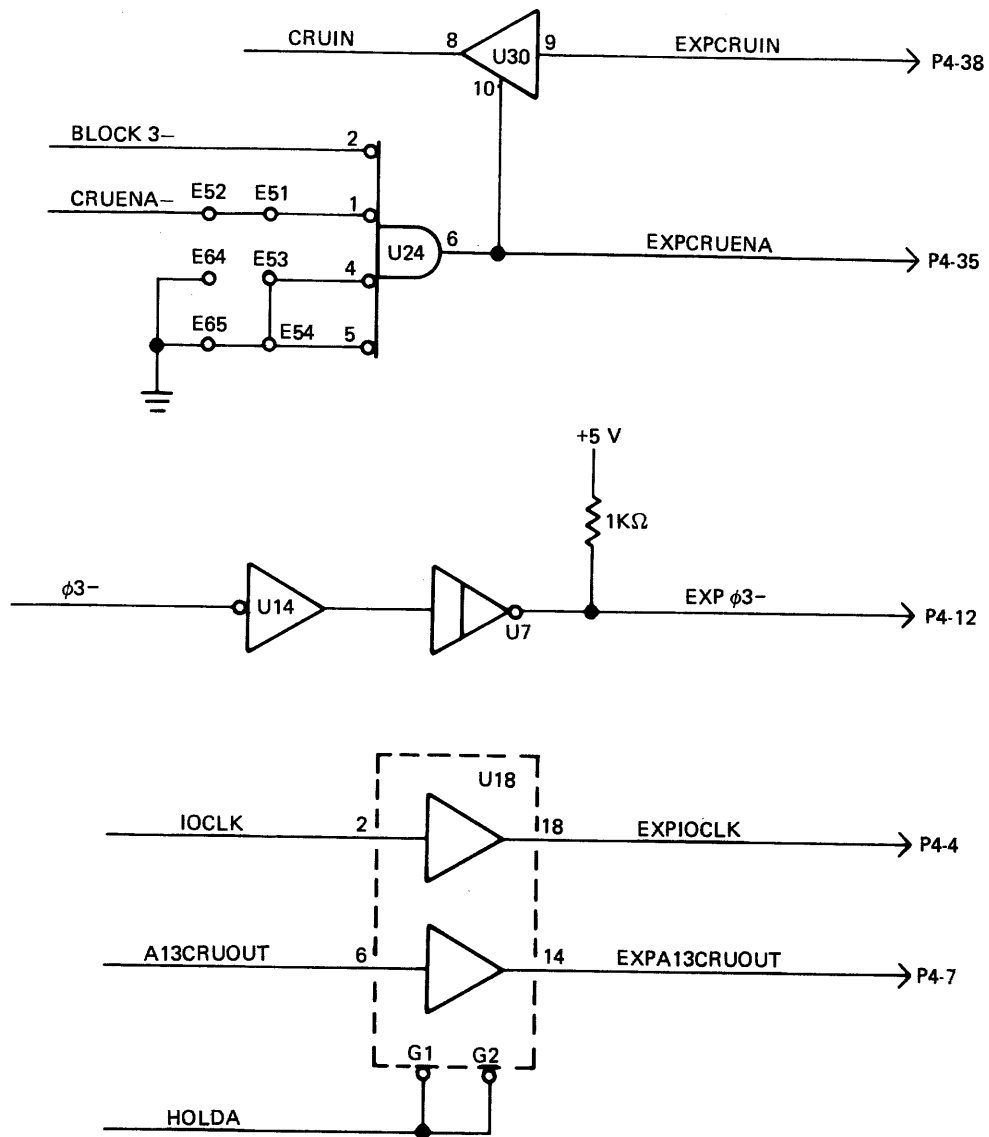 CRUIN 8 U30 9 EXPCRUIN P4-38
10
BLOCK 3– 2
CRUENA– E52 E51 1
U24 6 EXPCRUENA P4-35
E64 E53 4
E65 E54 5
+5 V
1KΩ
ϕ3– U14 U7 EXP ϕ3– P4-12
U18
IOCLK 2 18 EXPIOCLK P4-4
A13CRUOUT 6 14 EXPA13CRUOUT P4-7
G1 G2
HOLDA